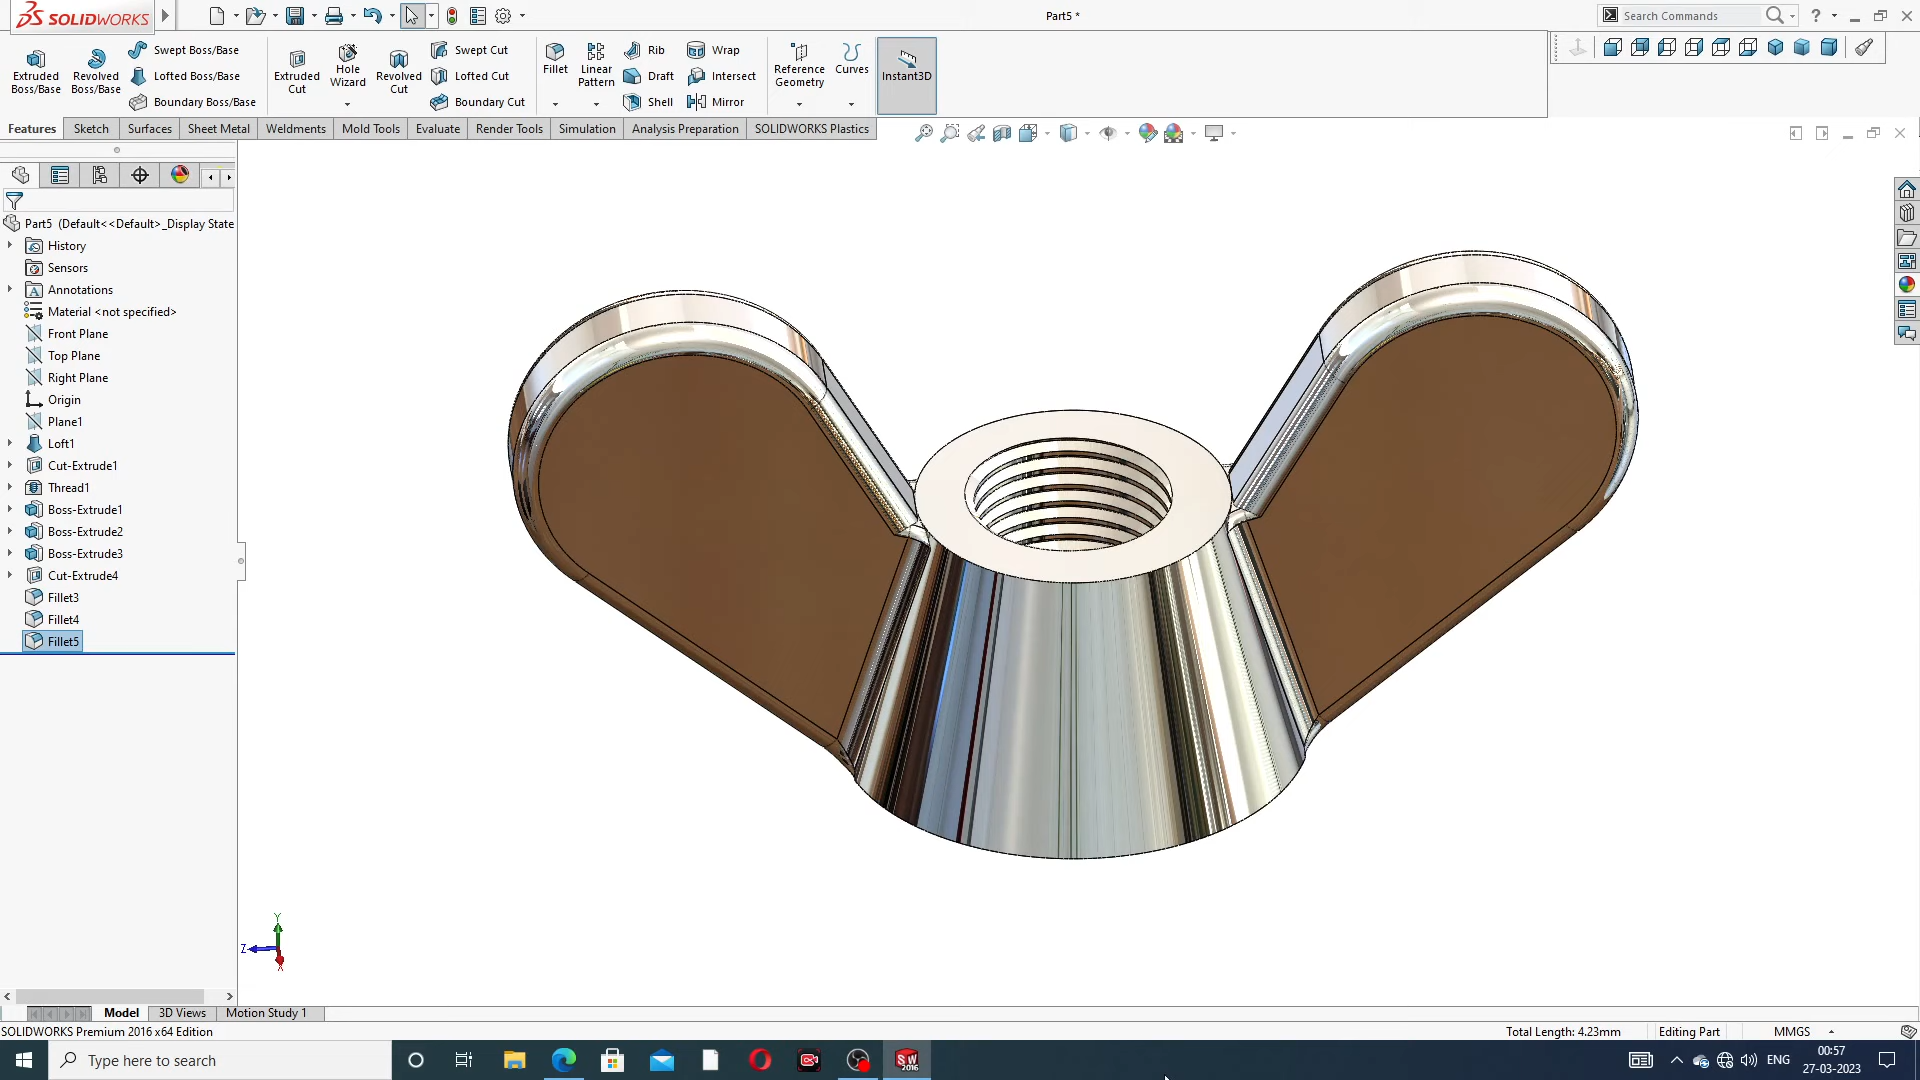 SOLIDWORKS
Part5 *
Search Commands
Extruded Boss/Base
Revolved Boss/Base
Swept Boss/Base
Lofted Boss/Base
Boundary Boss/Base
Extruded Cut
Hole Wizard
Revolved Cut
Swept Cut
Lofted Cut
Boundary Cut
Fillet
Linear Pattern
Rib
Draft
Shell
Wrap
Intersect
Mirror
Reference Geometry
Curves
Instant3D
Features
Sketch
Surfaces
Sheet Metal
Weldments
Mold Tools
Evaluate
Render Tools
Simulation
Analysis Preparation
SOLIDWORKS Plastics
Part5 (Default<<Default>_Display State
History
Sensors
Annotations
Material <not specified>
Front Plane
Top Plane
Right Plane
Origin
Plane1
Loft1
Cut-Extrude1
Thread1
Boss-Extrude1
Boss-Extrude2
Boss-Extrude3
Cut-Extrude4
Fillet3
Fillet4
Fillet5
Y
Z
X
Model
3D Views
Motion Study 1
SOLIDWORKS Premium 2016 x64 Edition
Total Length: 4.23mm
Editing Part
MMGS
Type here to search
SW 2016
ENG
00:57
27-03-2023